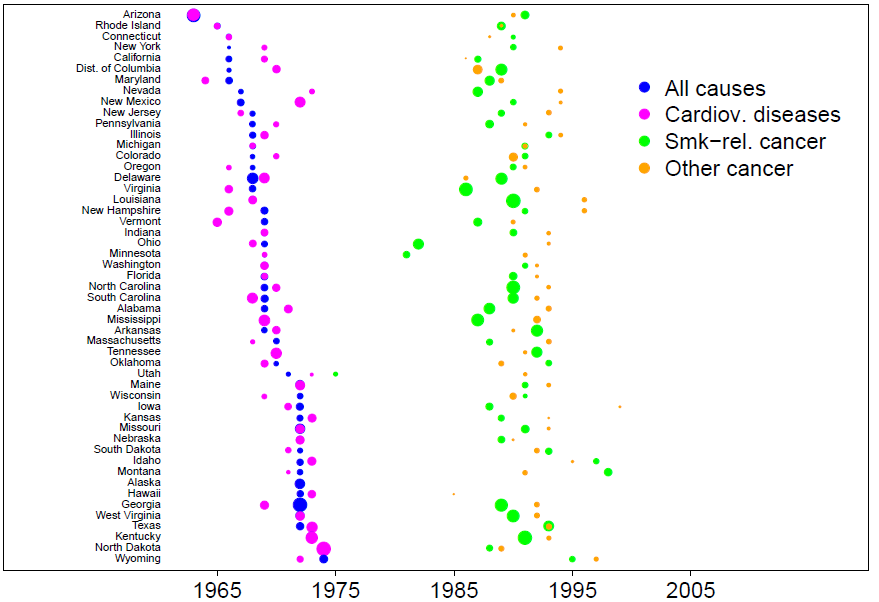 Arizona
Rhode Island
Connecticut
New York
California
Dist. of Columbia
Maryland
Nevada
New Mexico
New Jersey
Pennsylvania
Illinois
Michigan
Colorado
Oregon
Delaware
Virginia
Louisiana
New Hampshire
Vermont
Indiana
Ohio
Minnesota
Washington
Florida
North Carolina
South Carolina
Alabama
Mississippi
Arkansas
Massachusetts
Tennessee
Oklahoma
Utah
Maine
Wisconsin
Iowa
Kansas
Missouri
Nebraska
South Dakota
Idaho
Montana
Alaska
Hawaii
Georgia
West Virginia
Texas
Kentucky
North Dakota
Wyoming
All causes
Cardiov. diseases
Smk−rel. cancer
Other cancer
1965 1975 1985 1995 2005